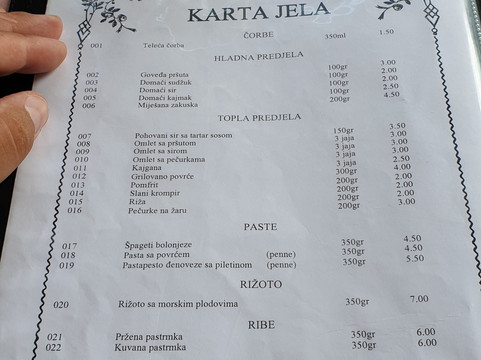 KARTA JELA
ČORBE
001 Teleća čorba 350ml 1.50
HLADNA PREDJELA
002 Goveđa pršuta 100gr 3.00
003 Domaći sudžuk 100gr 2.00
004 Domaći sir 100gr 2.00
005 Domaći kajmak 100gr 2.50
006 Miješana zakuska 200gr 4.50
TOPLA PREDJELA
007 Pohovani sir sa tartar sosom 150gr 3.50
008 Omlet sa pršutom 3 jaja 3.00
009 Omlet sa sirom 3 jaja 3.00
010 Omlet sa pečurkama 3 jaja 3.00
011 Kajgana 3 jaja 2.50
012 Grilovano povrće 300gr 4.00
013 Pomfrit 200gr 2.00
014 Slani krompir 200gr 2.00
015 Riža 200gr 2.00
016 Pečurke na žaru 200gr 3.00
PASTE
017 Špageti bolonjeze 350gr 4.50
018 Pasta sa povrćem (penne) 350gr 4.50
019 Pastapesto đenoveze sa piletinom (penne) 350gr 5.50
RIŽOTO
020 Rižoto sa morskim plodovima 350gr 7.00
RIBE
021 Pržena pastrmka 350gr 6.00
022 Kuvana pastrmka 350gr 6.00